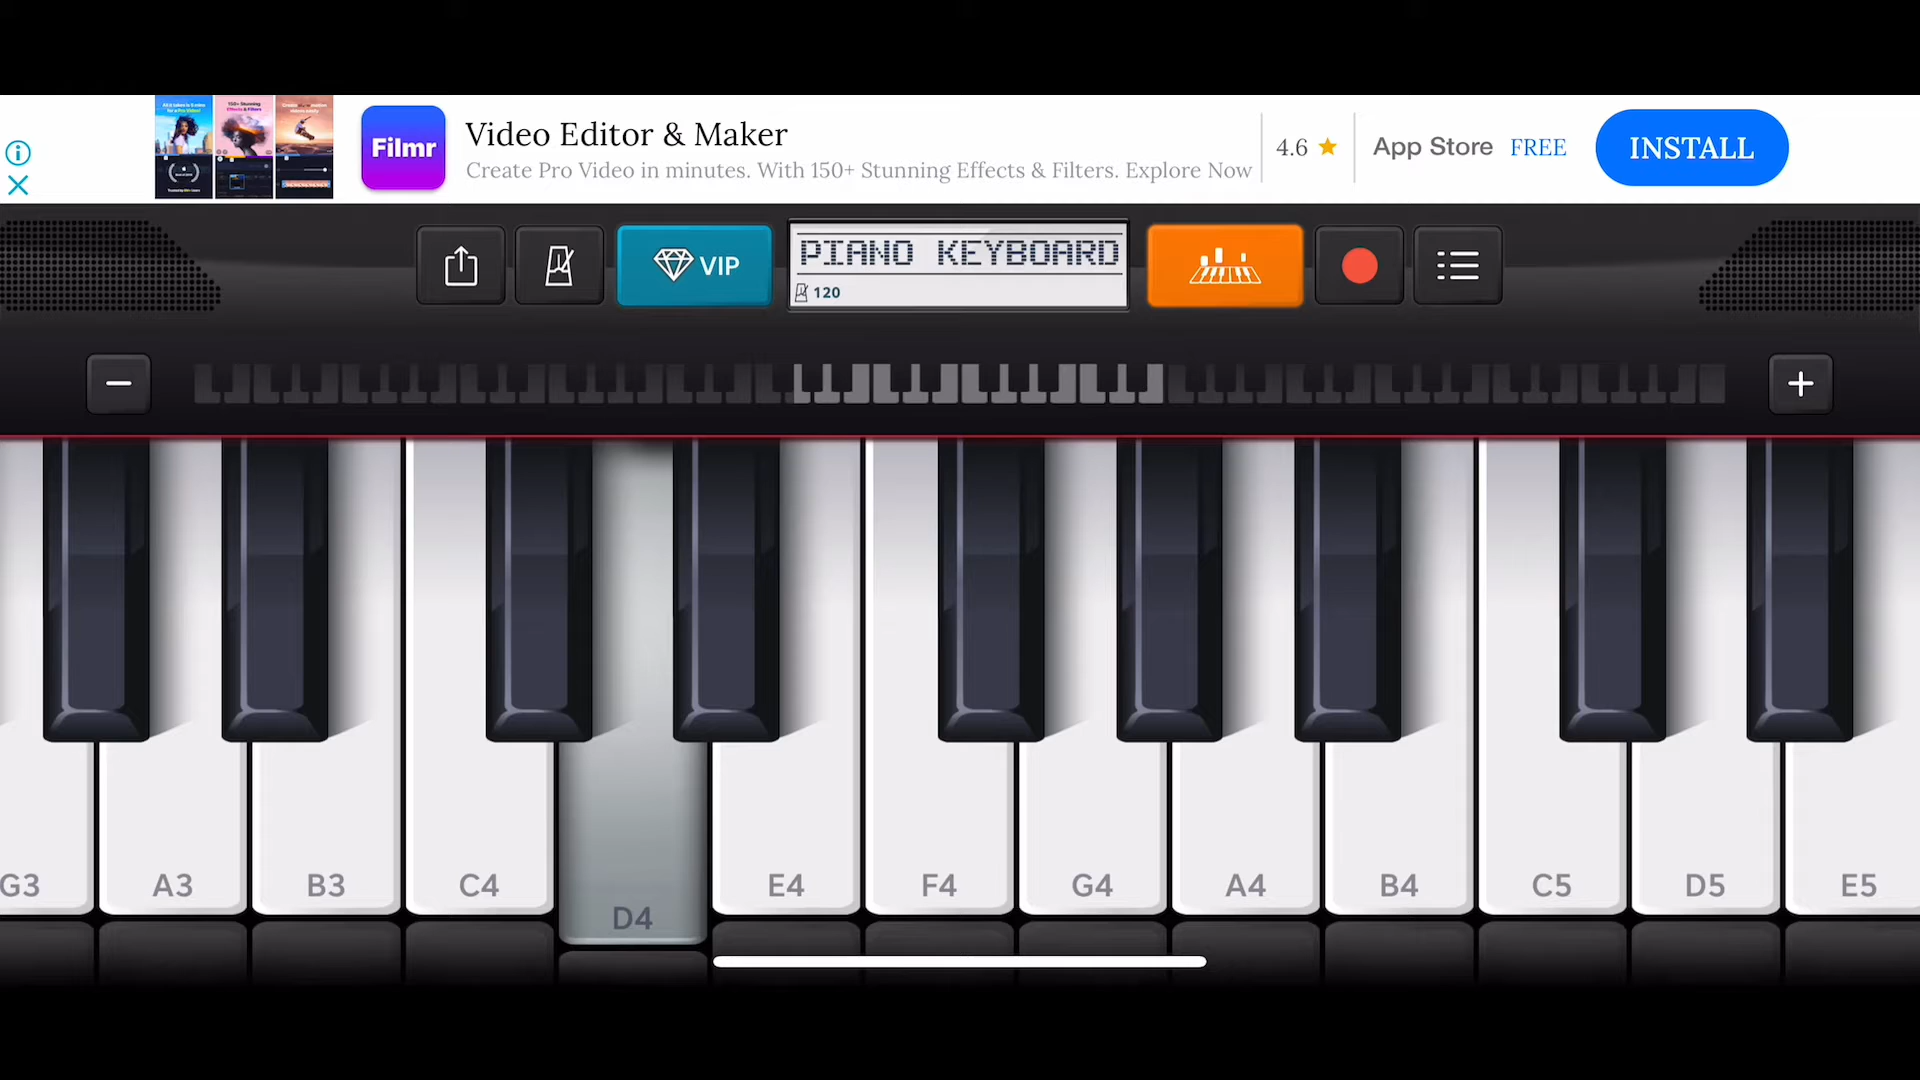 Filmr
Video Editor & Maker
Create Pro Video in minutes. With 150+ Stunning Effects & Filters. Explore Now
4.6
App Store FREE
INSTALL
VIP
PIANO KEYBOARD
120
G3 A3 B3 C4 D4 E4 F4 G4 A4 B4 C5 D5 E5